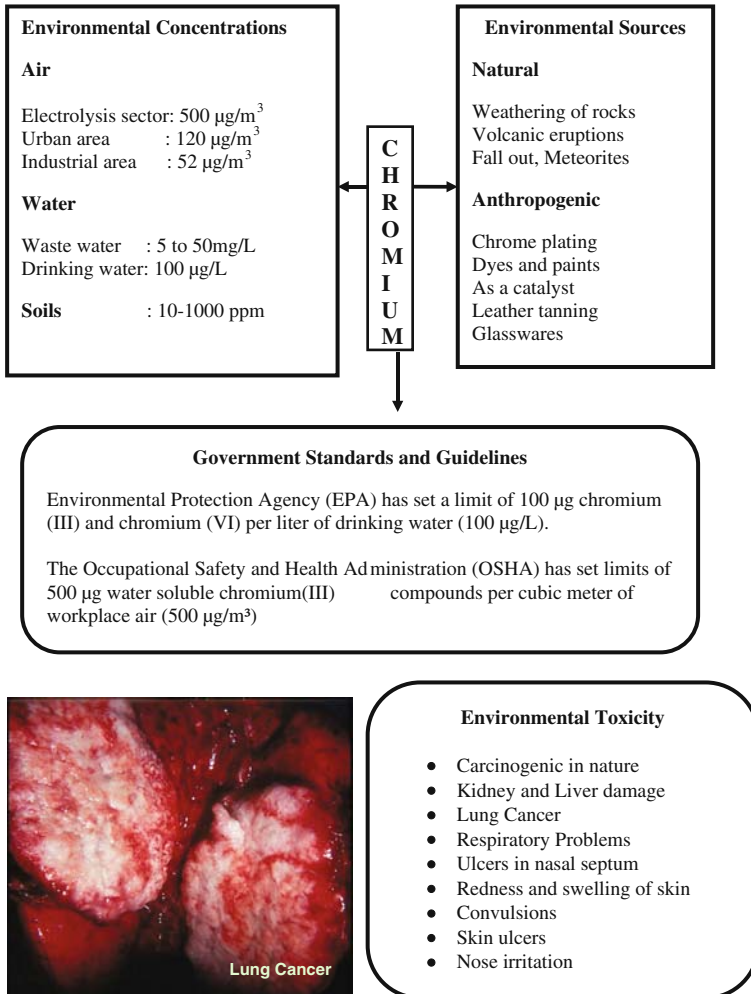 Environmental Concentrations
Air
Electrolysis sector: 500 µg/m³
Urban area : 120 µg/m³
Industrial area : 52 µg/m³
Water
Waste water : 5 to 50mg/L
Drinking water: 100 µg/L
Soils : 10-1000 ppm
CHROMIUM
Environmental Sources
Natural
Weathering of rocks
Volcanic eruptions
Fall out, Meteorites
Anthropogenic
Chrome plating
Dyes and paints
As a catalyst
Leather tanning
Glasswares
Government Standards and Guidelines
Environmental Protection Agency (EPA) has set a limit of 100 µg chromium
(III) and chromium (VI) per liter of drinking water (100 µg/L).
The Occupational Safety and Health Administration (OSHA) has set limits of
500 µg water soluble chromium(III) compounds per cubic meter of
workplace air (500 µg/m³)
Lung Cancer
Environmental Toxicity
● Carcinogenic in nature
● Kidney and Liver damage
● Lung Cancer
● Respiratory Problems
● Ulcers in nasal septum
● Redness and swelling of skin
● Convulsions
● Skin ulcers
● Nose irritation